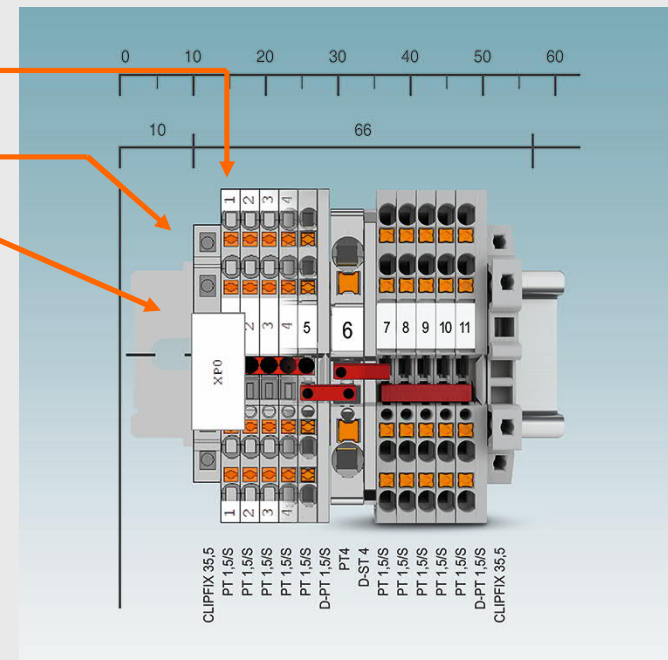 0 10 20 30 40 50 60
10 66
1 2 3 4
2 3 4 5 6 7 8 9 10 11
XP0
1 2 3 4
CLIPFIX 35,5
PT 1,5/S
PT 1,5/S
PT 1,5/S
PT 1,5/S
PT 1,5/S
D-PT 1,5/S
PT4
D-ST 4
PT 1,5/S
PT 1,5/S
PT 1,5/S
PT 1,5/S
PT 1,5/S
D-PT 1,5/S
CLIPFIX 35,5